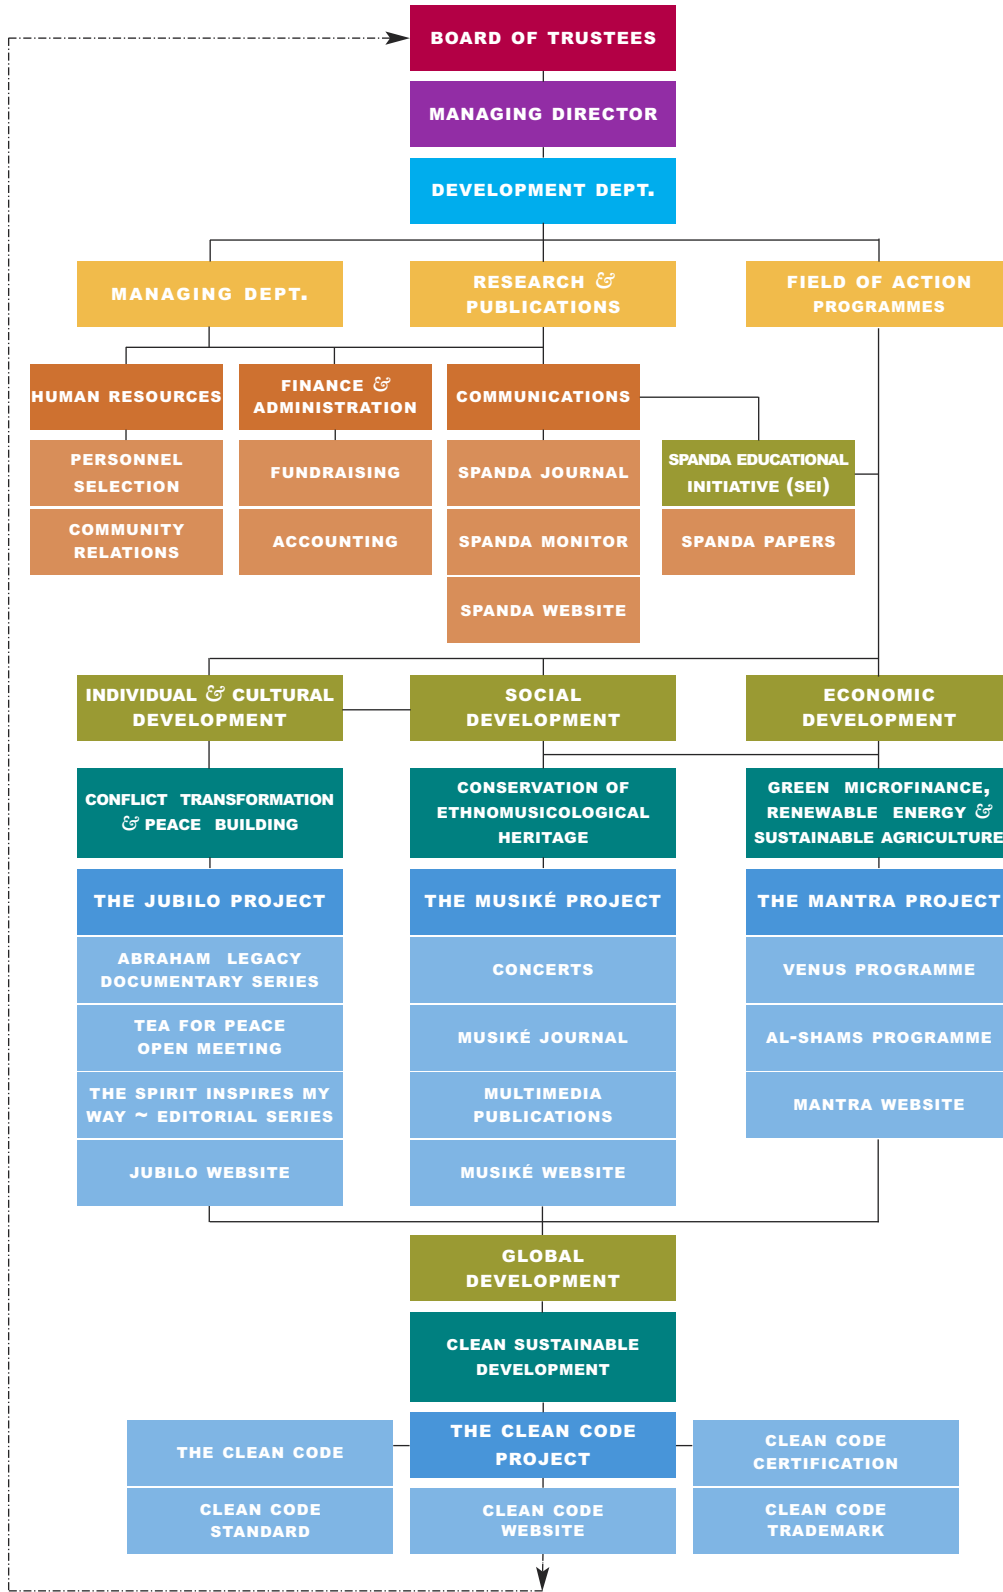 BOARD OF TRUSTEES
MANAGING DIRECTOR
DEVELOPMENT DEPT.
MANAGING DEPT.
RESEARCH &
PUBLICATIONS
FIELD OF ACTION
PROGRAMMES
HUMAN RESOURCES
FINANCE &
ADMINISTRATION
COMMUNICATIONS
PERSONNEL
SELECTION
COMMUNITY
RELATIONS
FUNDRAISING
ACCOUNTING
SPANDA JOURNAL
SPANDA MONITOR
SPANDA WEBSITE
SPANDA EDUCATIONAL
INITIATIVE (SEI)
SPANDA PAPERS
INDIVIDUAL & CULTURAL
DEVELOPMENT
SOCIAL
DEVELOPMENT
ECONOMIC
DEVELOPMENT
CONFLICT TRANSFORMATION
& PEACE BUILDING
CONSERVATION OF
ETHNOMUSICOLOGICAL
HERITAGE
GREEN MICROFINANCE,
RENEWABLE ENERGY &
SUSTAINABLE AGRICULTURE
THE JUBILO PROJECT
ABRAHAM LEGACY
DOCUMENTARY SERIES
TEA FOR PEACE
OPEN MEETING
THE SPIRIT INSPIRES MY
WAY ~ EDITORIAL SERIES
JUBILO WEBSITE
THE MUSIKÉ PROJECT
CONCERTS
MUSIKÉ JOURNAL
MULTIMEDIA
PUBLICATIONS
MUSIKÉ WEBSITE
THE MANTRA PROJECT
VENUS PROGRAMME
AL-SHAMS PROGRAMME
MANTRA WEBSITE
GLOBAL
DEVELOPMENT
CLEAN SUSTAINABLE
DEVELOPMENT
THE CLEAN CODE
PROJECT
THE CLEAN CODE
CLEAN CODE
STANDARD
CLEAN CODE
WEBSITE
CLEAN CODE
CERTIFICATION
CLEAN CODE
TRADEMARK